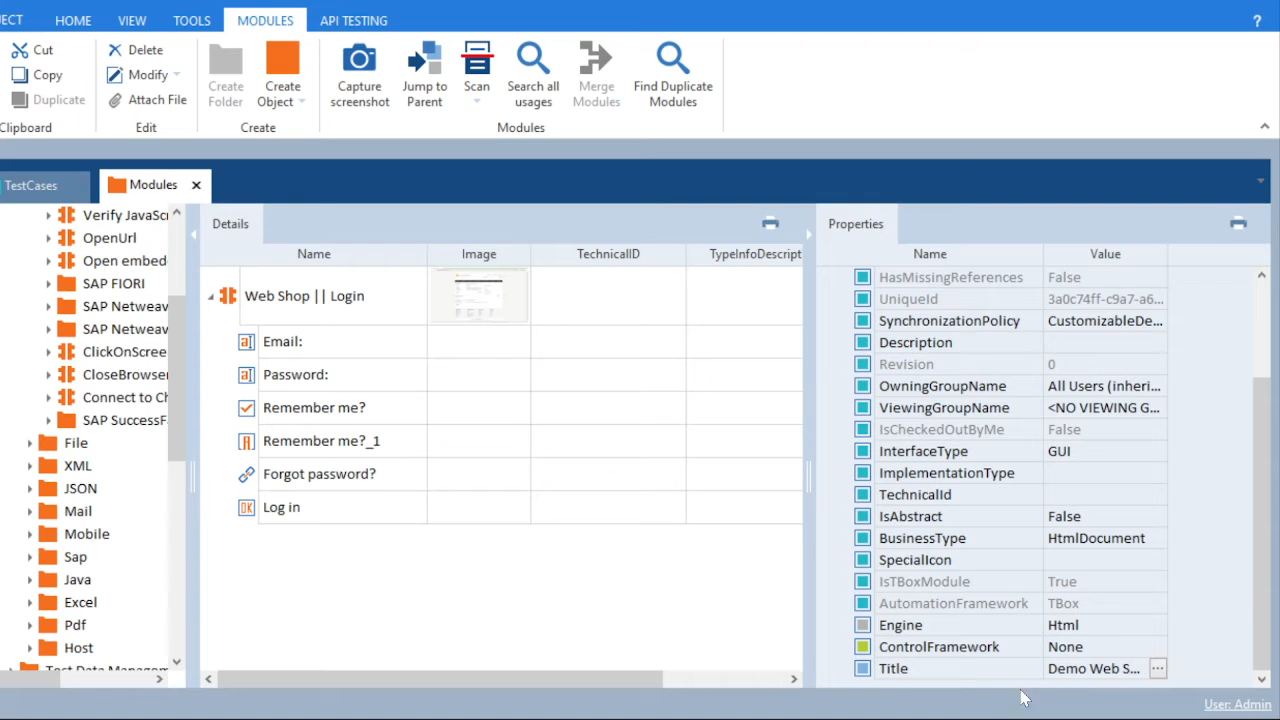 JECT HOME VIEW TOOLS MODULES API TESTING ?
Cut
Copy
Duplicate
Clipboard
Delete
Modify
Attach File
Edit
Create Folder
Create Object
Create
Capture screenshot
Jump to Parent
Scan
Search all usages
Merge Modules
Find Duplicate Modules
Modules
TestCases
Modules
Verify JavaScri
OpenUrl
Open embed
SAP FIORI
SAP Netweav
SAP Netweav
ClickOnScree
CloseBrowser
Connect to Ch
SAP SuccessFa
File
XML
JSON
Mail
Mobile
Sap
Java
Excel
Pdf
Host
Test Data Managem
Details
Name Image TechnicalID TypeInfoDescript
Web Shop || Login
Email:
Password:
Remember me?
Remember me?_1
Forgot password?
Log in
Properties
Name Value
HasMissingReferences False
UniqueId 3a0c74ff-c9a7-a6...
SynchronizationPolicy CustomizableDe...
Description
Revision 0
OwningGroupName All Users (inheri...
ViewingGroupName <NO VIEWING G...
IsCheckedOutByMe False
InterfaceType GUI
ImplementationType
TechnicalId
IsAbstract False
BusinessType HtmlDocument
SpecialIcon
IsTBoxModule True
AutomationFramework TBox
Engine Html
ControlFramework None
Title Demo Web S... ...
User: Admin